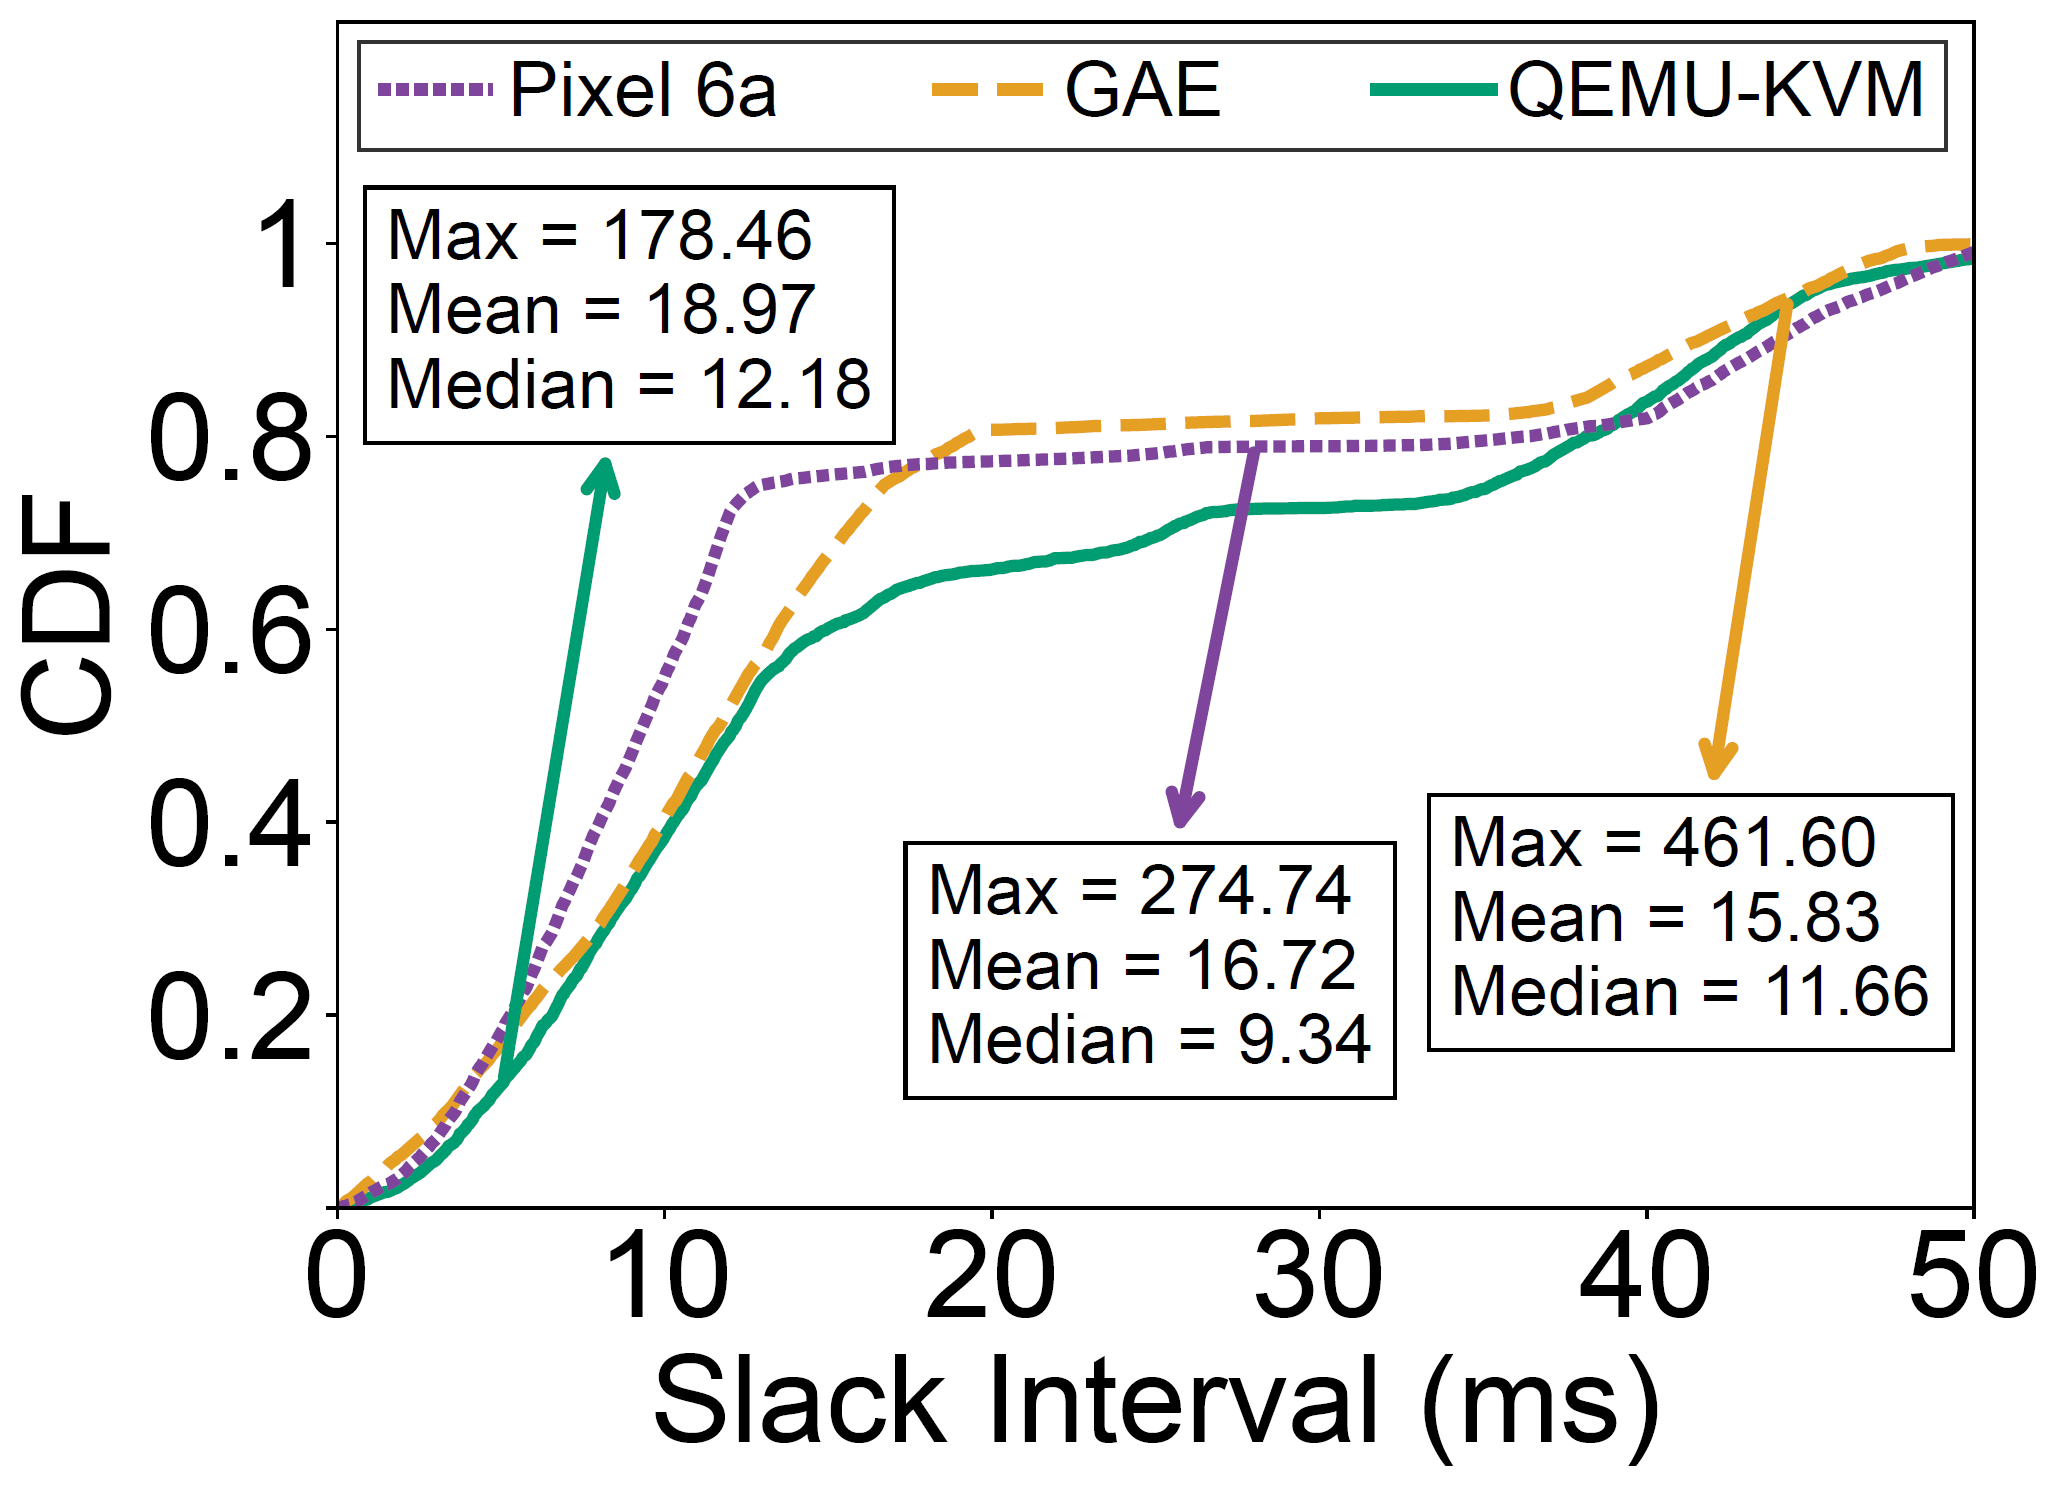 Pixel 6a GAE QEMU-KVM
Max = 178.46
Mean = 18.97
Median = 12.18
Max = 274.74
Mean = 16.72
Median = 9.34
Max = 461.60
Mean = 15.83
Median = 11.66
CDF
1
0.8
0.6
0.4
0.2
0 10 20 30 40 50
Slack Interval (ms)